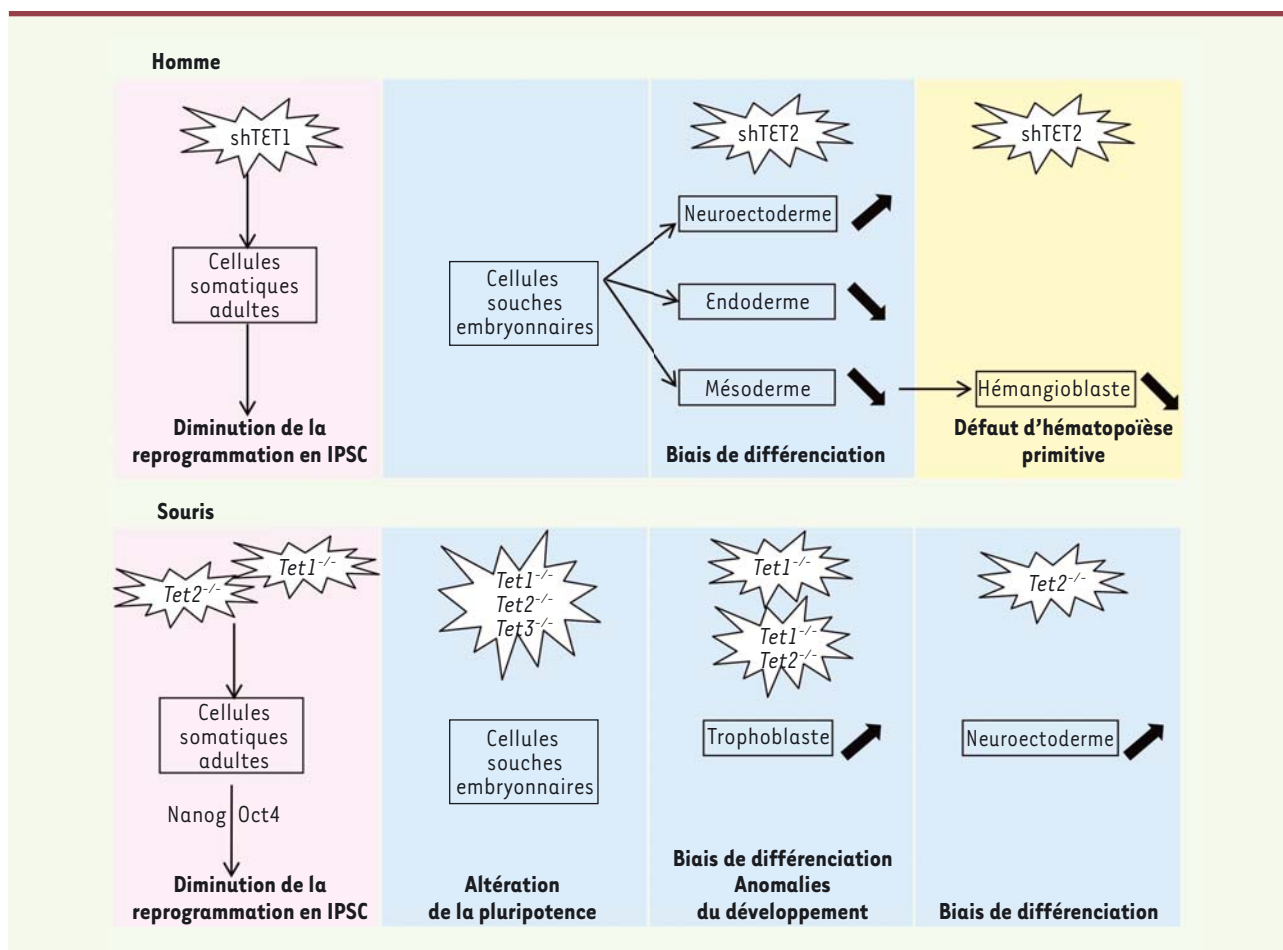 Homme
shTET1
Cellules
somatiques
adultes
Diminution de la
reprogrammation en IPSC
Cellules
souches
embryonnaires
shTET2
Neuroectoderme
Endoderme
Mésoderme
Biais de différenciation
shTET2
Hémangioblaste
Défaut d'hématopoïèse
primitive
Souris
Tet2-/-
Tet1-/-
Cellules
somatiques
adultes
Nanog Oct4
Diminution de la
reprogrammation en IPSC
Tet1-/-
Tet2-/-
Tet3-/-
Cellules
souches
embryonnaires
Altération
de la pluripotence
Tet1-/-
Tet1-/-
Tet2-/-
Trophoblaste
Biais de différenciation
Anomalies
du développement
Tet2-/-
Neuroectoderme
Biais de différenciation